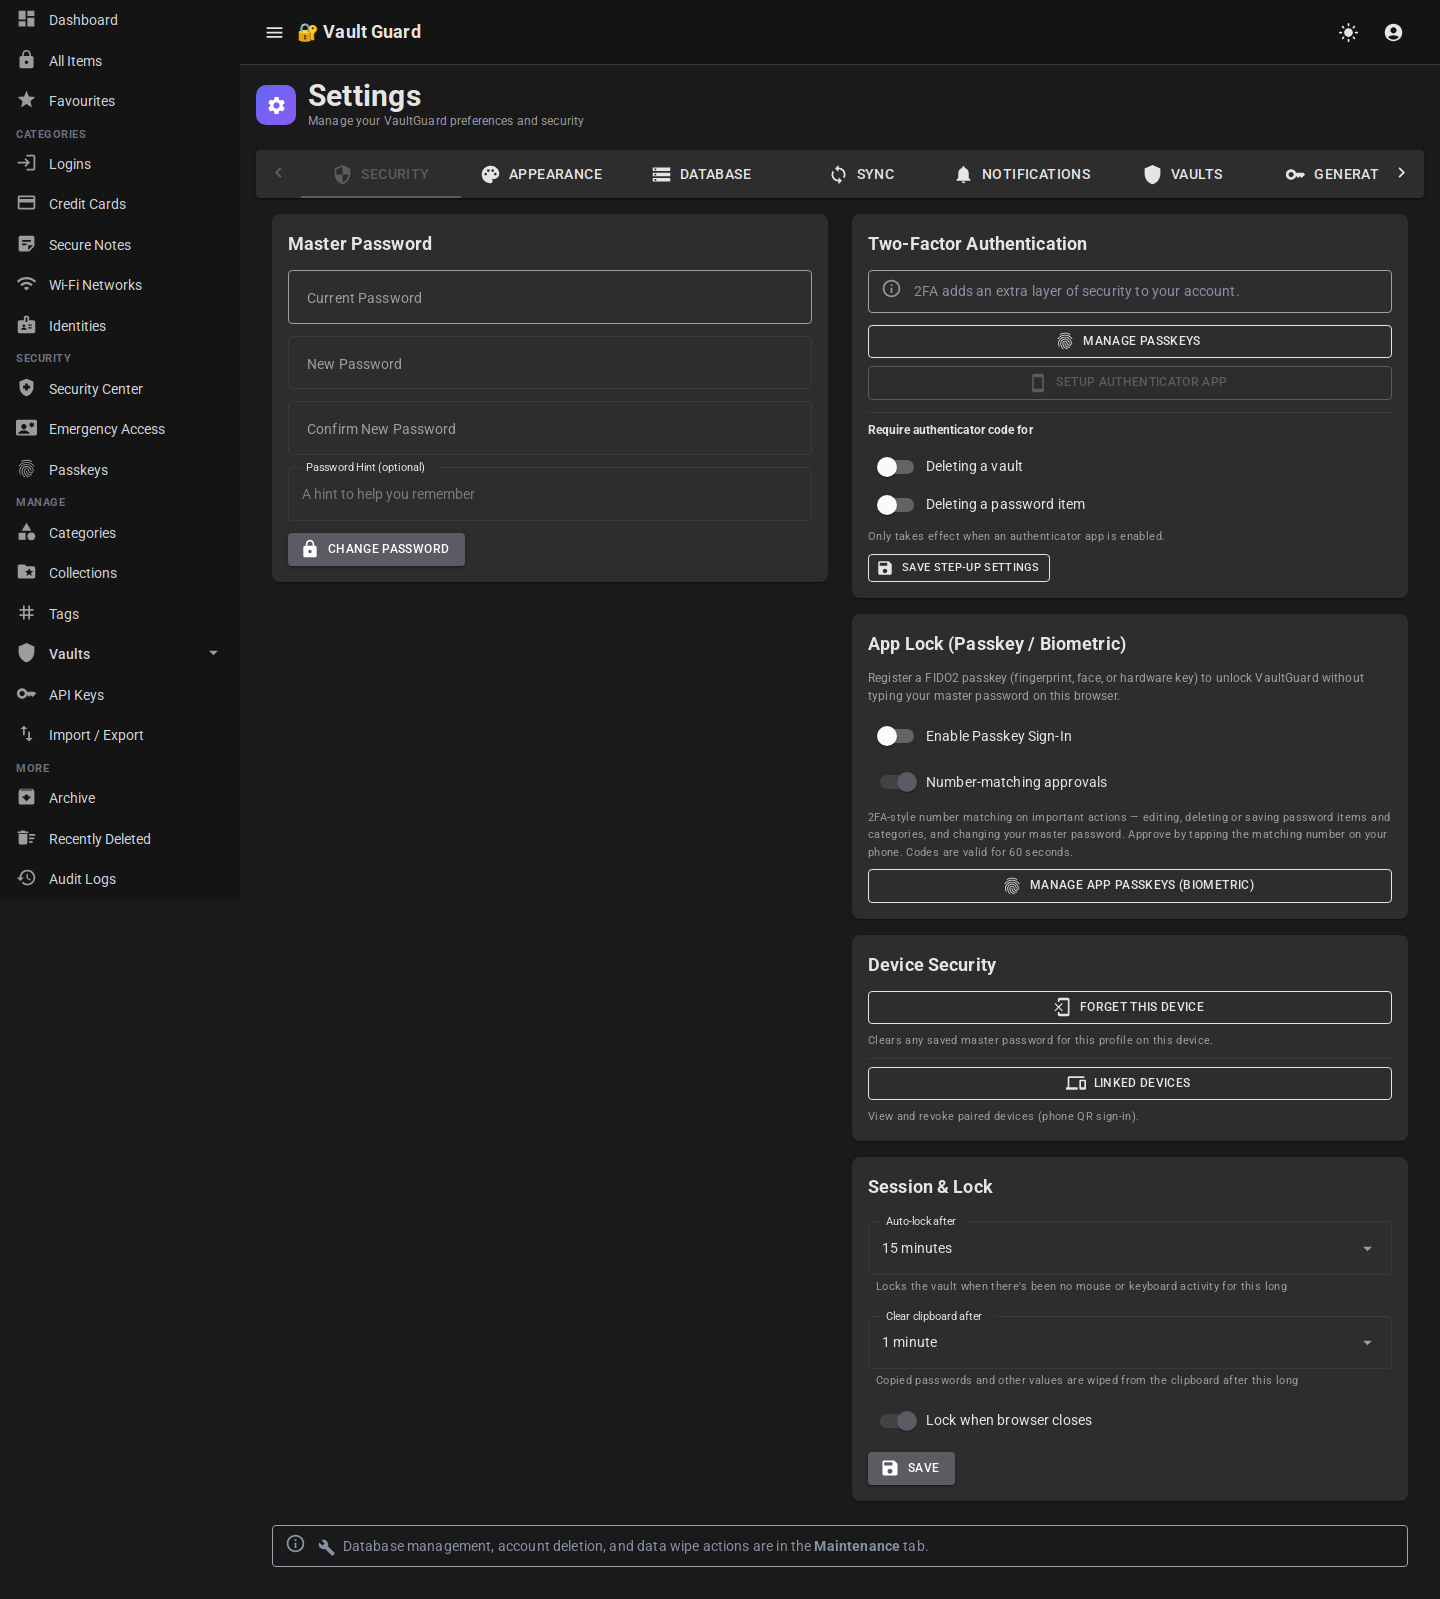 Dashboard
All Items
Favourites
CATEGORIES
Logins
Credit Cards
Secure Notes
Wi-Fi Networks
Identities
SECURITY
Security Center
Emergency Access
Passkeys
MANAGE
Categories
Collections
Tags
Vaults
API Keys
Import / Export
MORE
Archive
Recently Deleted
Audit Logs
🔐 Vault Guard
Settings
Manage your VaultGuard preferences and security
SECURITY
APPEARANCE
DATABASE
SYNC
NOTIFICATIONS
VAULTS
GENERAT
Master Password
Current Password
New Password
Confirm New Password
Password Hint (optional)
A hint to help you remember
CHANGE PASSWORD
Two-Factor Authentication
2FA adds an extra layer of security to your account.
MANAGE PASSKEYS
SETUP AUTHENTICATOR APP
Require authenticator code for
Deleting a vault
Deleting a password item
Only takes effect when an authenticator app is enabled.
SAVE STEP-UP SETTINGS
App Lock (Passkey / Biometric)
Register a FIDO2 passkey (fingerprint, face, or hardware key) to unlock VaultGuard without
typing your master password on this browser.
Enable Passkey Sign-In
Number-matching approvals
2FA-style number matching on important actions — editing, deleting or saving password items and
categories, and changing your master password. Approve by tapping the matching number on your
phone. Codes are valid for 60 seconds.
MANAGE APP PASSKEYS (BIOMETRIC)
Device Security
FORGET THIS DEVICE
Clears any saved master password for this profile on this device.
LINKED DEVICES
View and revoke paired devices (phone QR sign-in).
Session & Lock
Auto-lock after
15 minutes
Locks the vault when there's been no mouse or keyboard activity for this long
Clear clipboard after
1 minute
Copied passwords and other values are wiped from the clipboard after this long
Lock when browser closes
SAVE
Database management, account deletion, and data wipe actions are in the Maintenance tab.